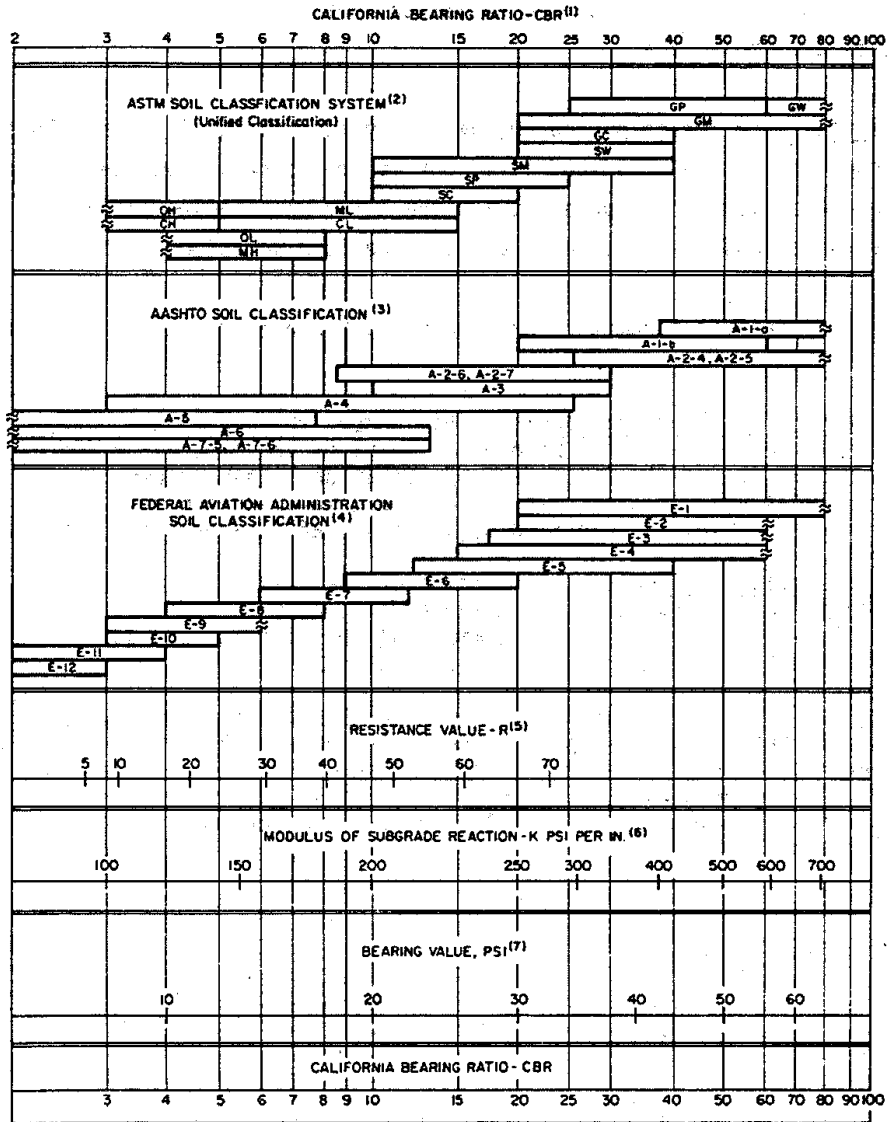 CALIFORNIA BEARING RATIO-CBR(1)
2 3 4 5 6 7 8 9 10 15 20 25 30 40 50 60 70 80 90 100
ASTM SOIL CLASSFICATION SYSTEM(2)
(Unified Classification)
GP GW
GM
GC
SW
SM
SP
SC
OH ML
CH CL
OL
MH
AASHTO SOIL CLASSIFICATION (3)
A-1-a
A-1-b
A-2-4, A-2-5
A-2-6, A-2-7
A-3
A-4
A-5
A-6
A-7-5, A-7-6
FEDERAL AVIATION ADMINISTRATION
SOIL CLASSIFICATION(4)
E-1
E-2
E-3
E-4
E-5
E-6
E-7
E-8
E-9
E-10
E-11
E-12
RESISTANCE VALUE-R(5)
5 10 20 30 40 50 60 70
MODULUS OF SUBGRADE REACTION-K PSI PER IN.(6)
100 150 200 250 300 400 500 600 700
BEARING VALUE, PSI(7)
10 20 30 40 50 60
CALIFORNIA BEARING RATIO-CBR
3 4 5 6 7 8 9 10 15 20 25 30 40 50 60 70 80 90 100